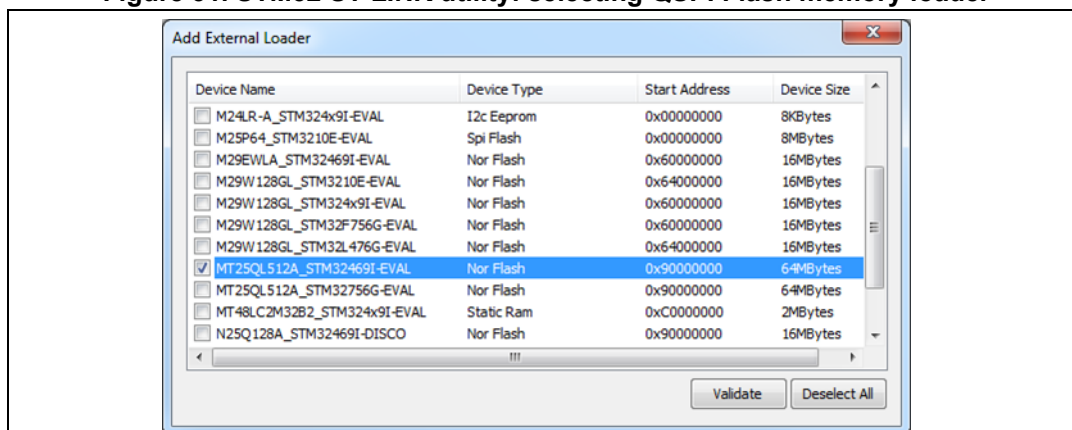 Add External Loader
Device Name Device Type Start Address Device Size
M24LR-A_STM324x9I-EVAL I2c Eeprom 0x00000000 8KBytes
M25P64_STM3210E-EVAL Spi Flash 0x00000000 8MBytes
M29EWLA_STM32469I-EVAL Nor Flash 0x60000000 16MBytes
M29W128GL_STM3210E-EVAL Nor Flash 0x64000000 16MBytes
M29W128GL_STM324x9I-EVAL Nor Flash 0x60000000 16MBytes
M29W128GL_STM32F756G-EVAL Nor Flash 0x60000000 16MBytes
M29W128GL_STM32L476G-EVAL Nor Flash 0x64000000 16MBytes
MT25QL512A_STM32469I-EVAL Nor Flash 0x90000000 64MBytes
MT25QL512A_STM32756G-EVAL Nor Flash 0x90000000 64MBytes
MT48LC2M32B2_STM324x9I-EVAL Static Ram 0xC0000000 2MBytes
N25Q128A_STM32469I-DISCO Nor Flash 0x90000000 16MBytes
Validate Deselect All